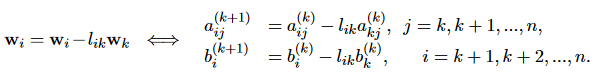 w_i = w_i − l_{ik}w_k ⟺ a_{ij}^{(k+1)} = a_{ij}^{(k)} − l_{ik}a_{kj}^{(k)}, j = k, k + 1, ..., n,
b_i^{(k+1)} = b_i^{(k)} − l_{ik}b_k^{(k)}, i = k + 1, k + 2, ..., n.